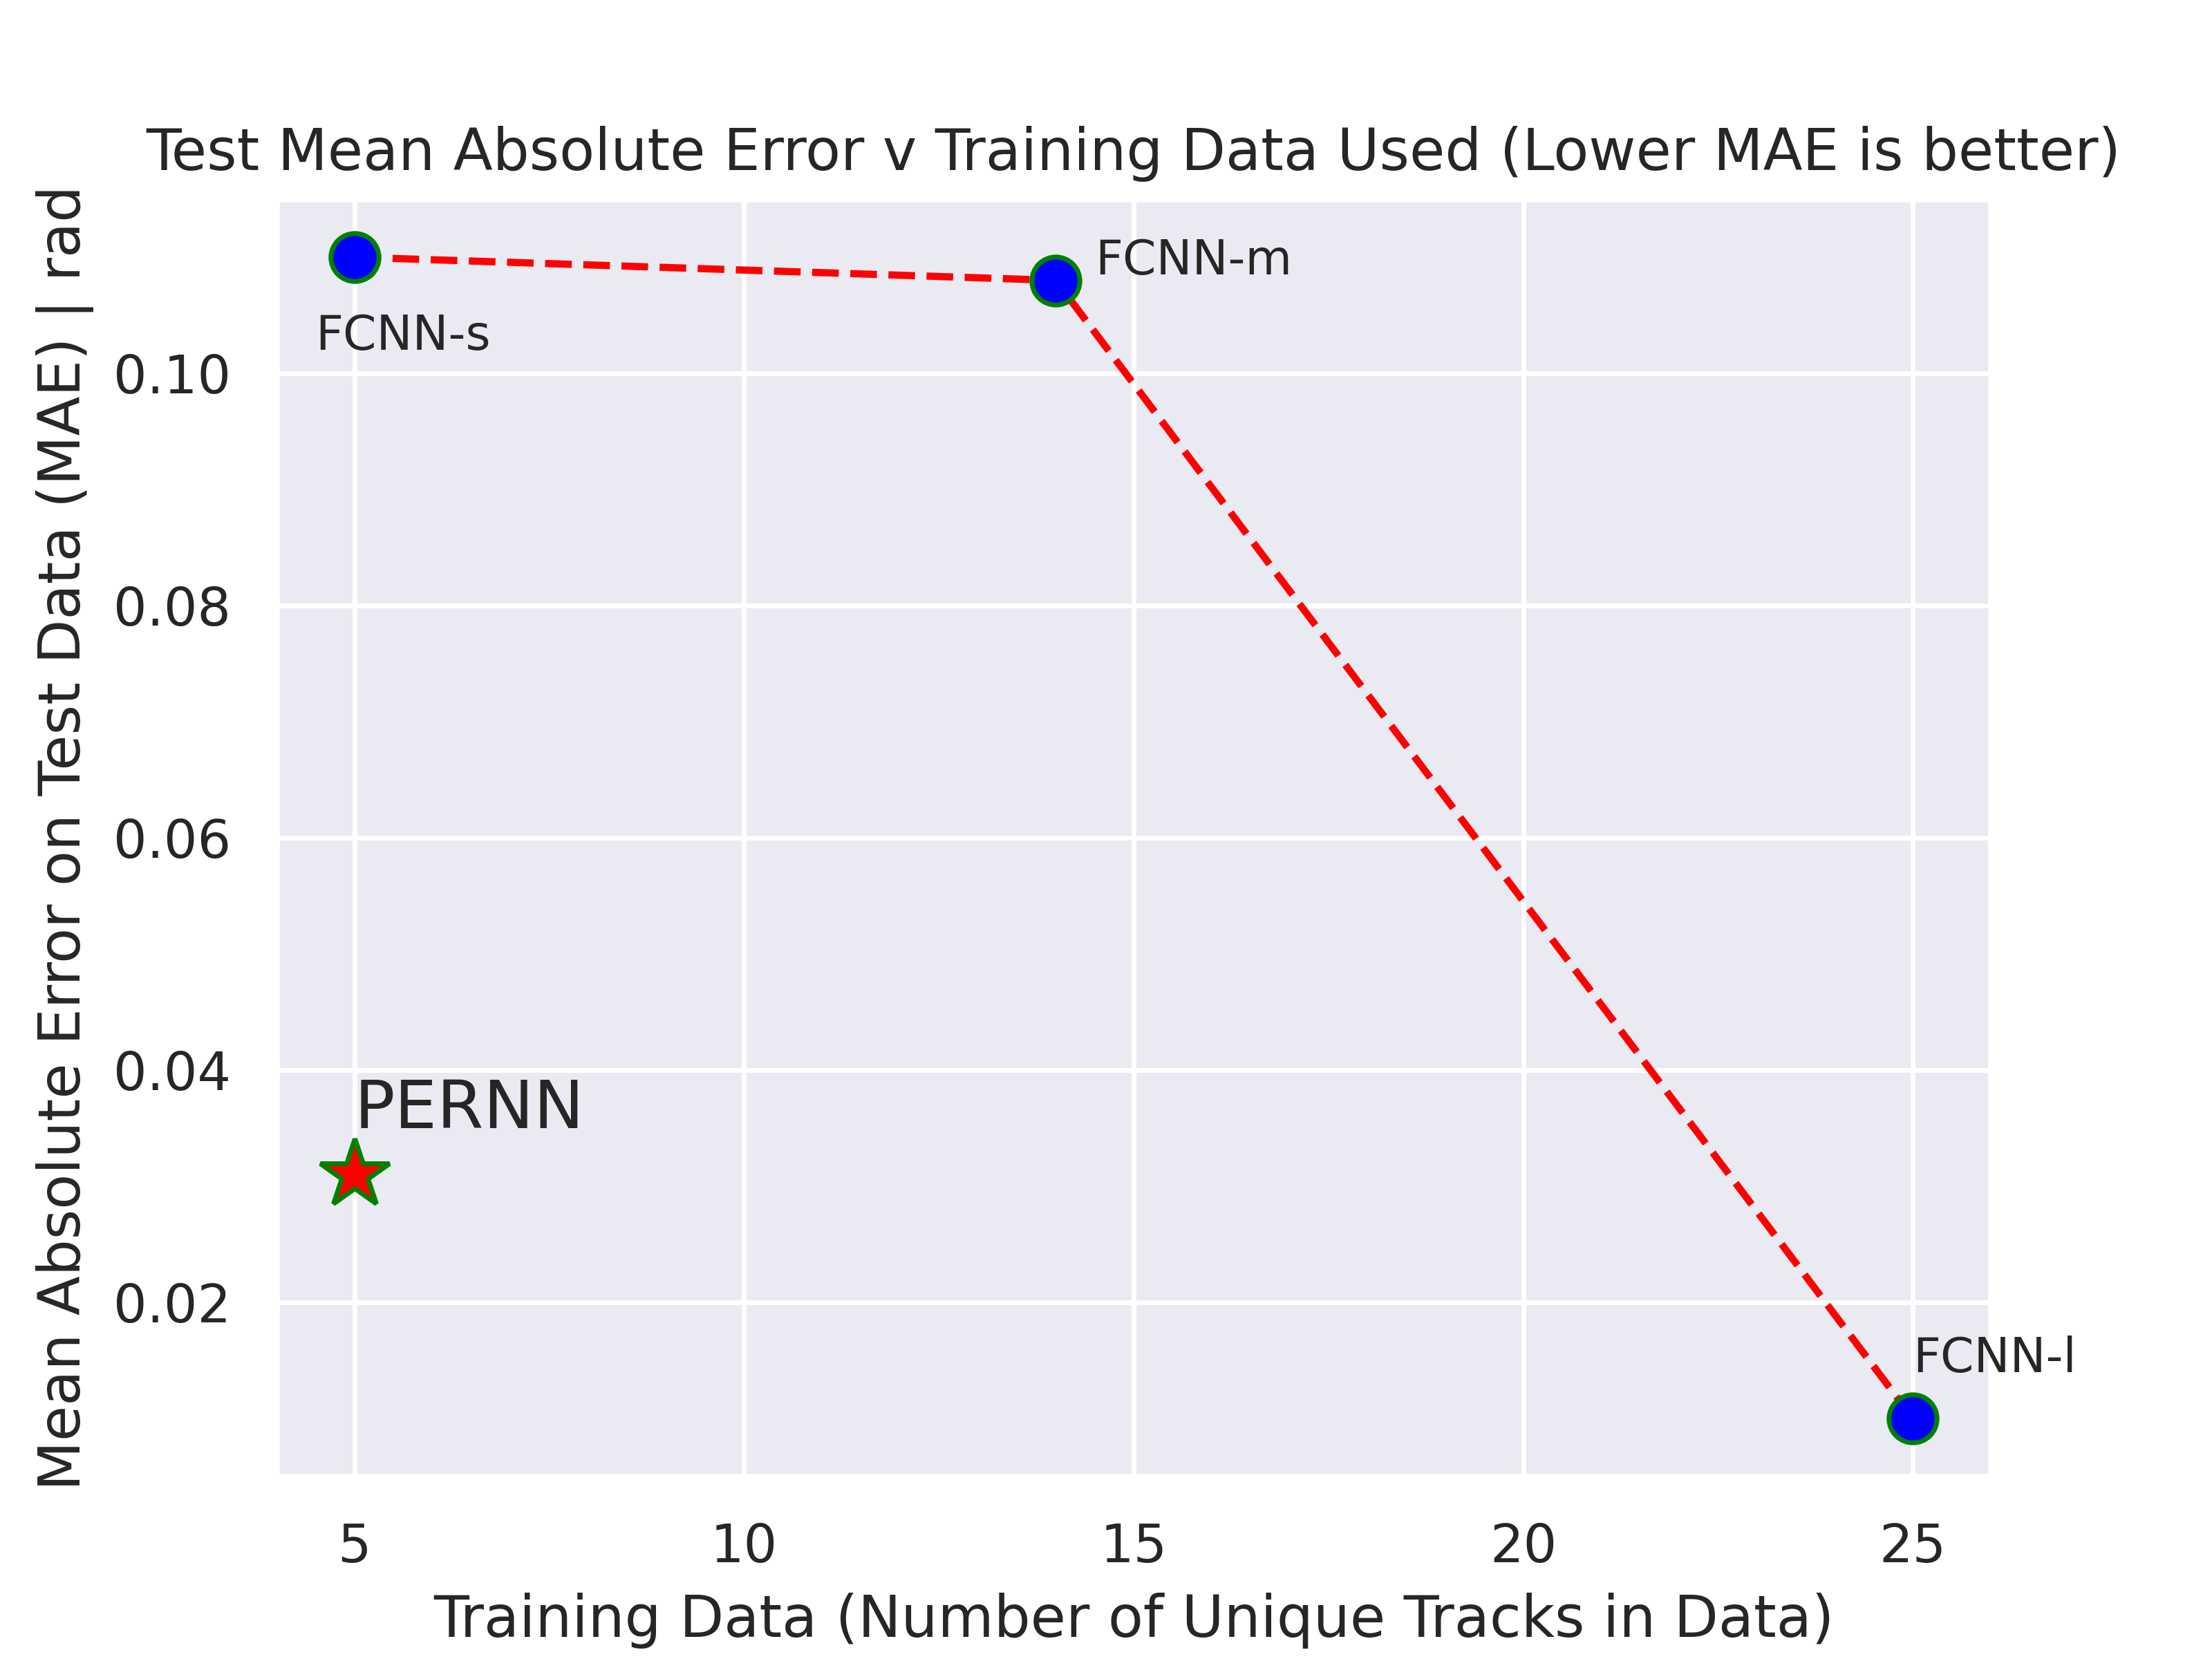 Test Mean Absolute Error v Training Data Used (Lower MAE is better)
Mean Absolute Error on Test Data (MAE) | rad
0.10
0.08
0.06
0.04
0.02
FCNN-s
FCNN-m
PERNN
FCNN-l
5
10
15
20
25
Training Data (Number of Unique Tracks in Data)